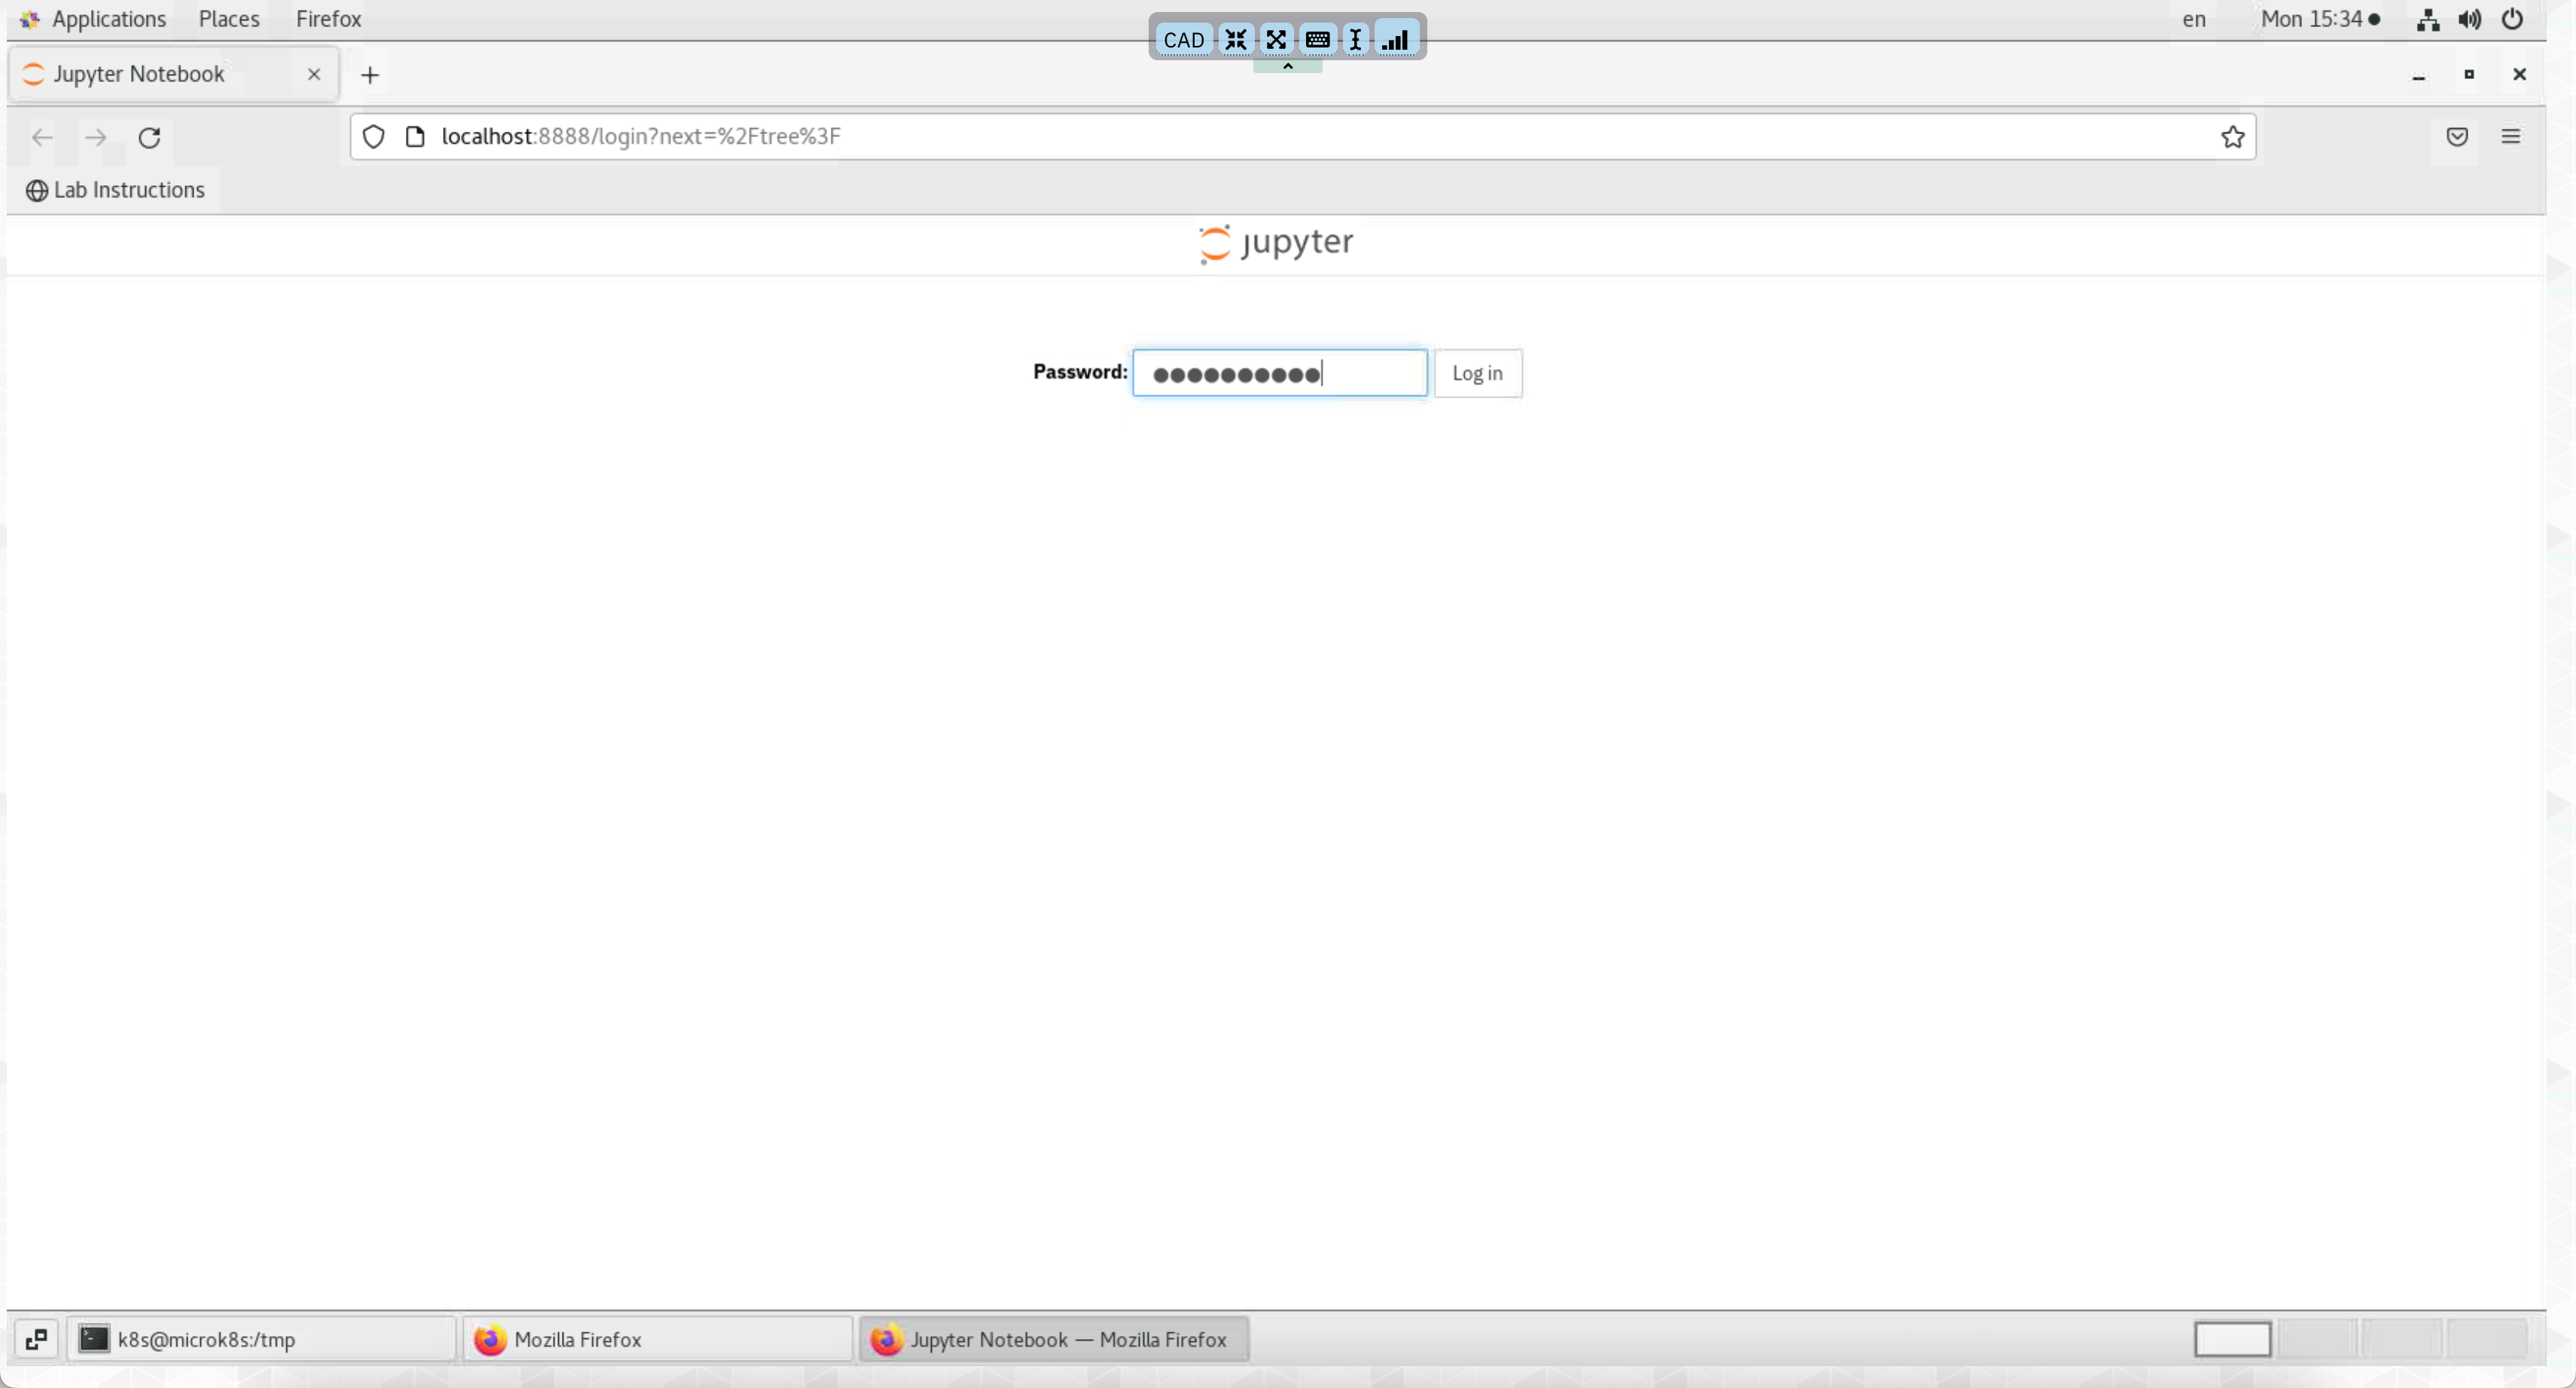 Applications Places Firefox en Mon 15:34
CAD
Jupyter Notebook
localhost:8888/login?next=%2Ftree%3F
Lab Instructions
jupyter
Password: Log in
k8s@microk8s:/tmp Mozilla Firefox Jupyter Notebook — Mozilla Firefox